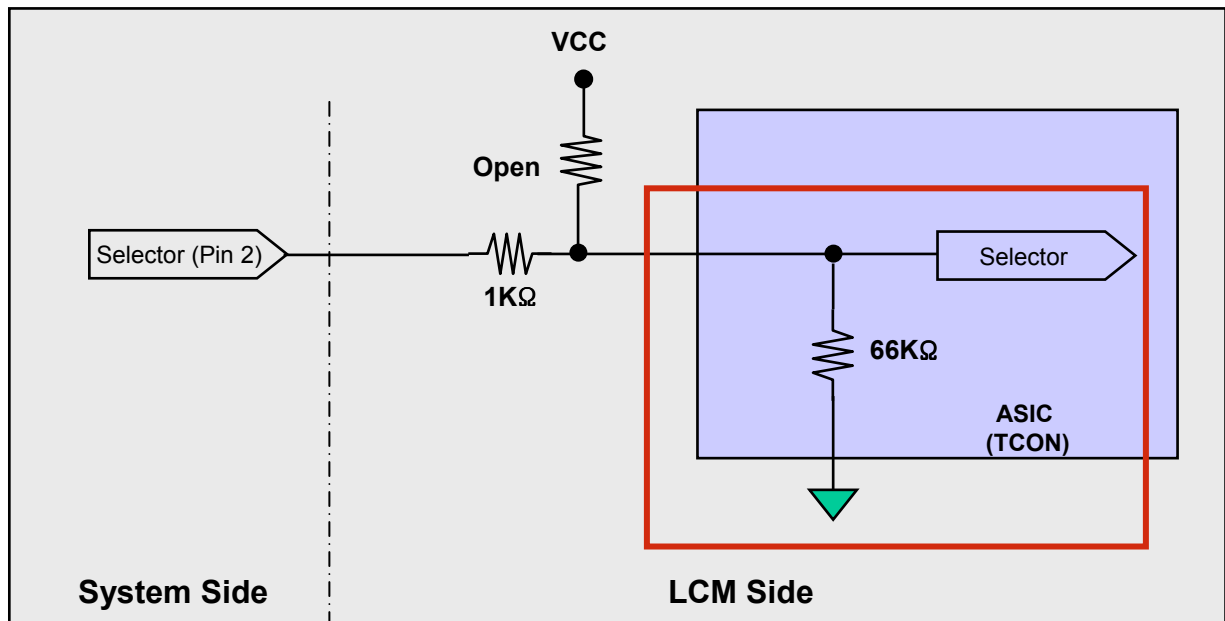 VCC
Open
Selector (Pin 2)
Selector
1KΩ
66KΩ
ASIC
(TCON)
System Side
LCM Side